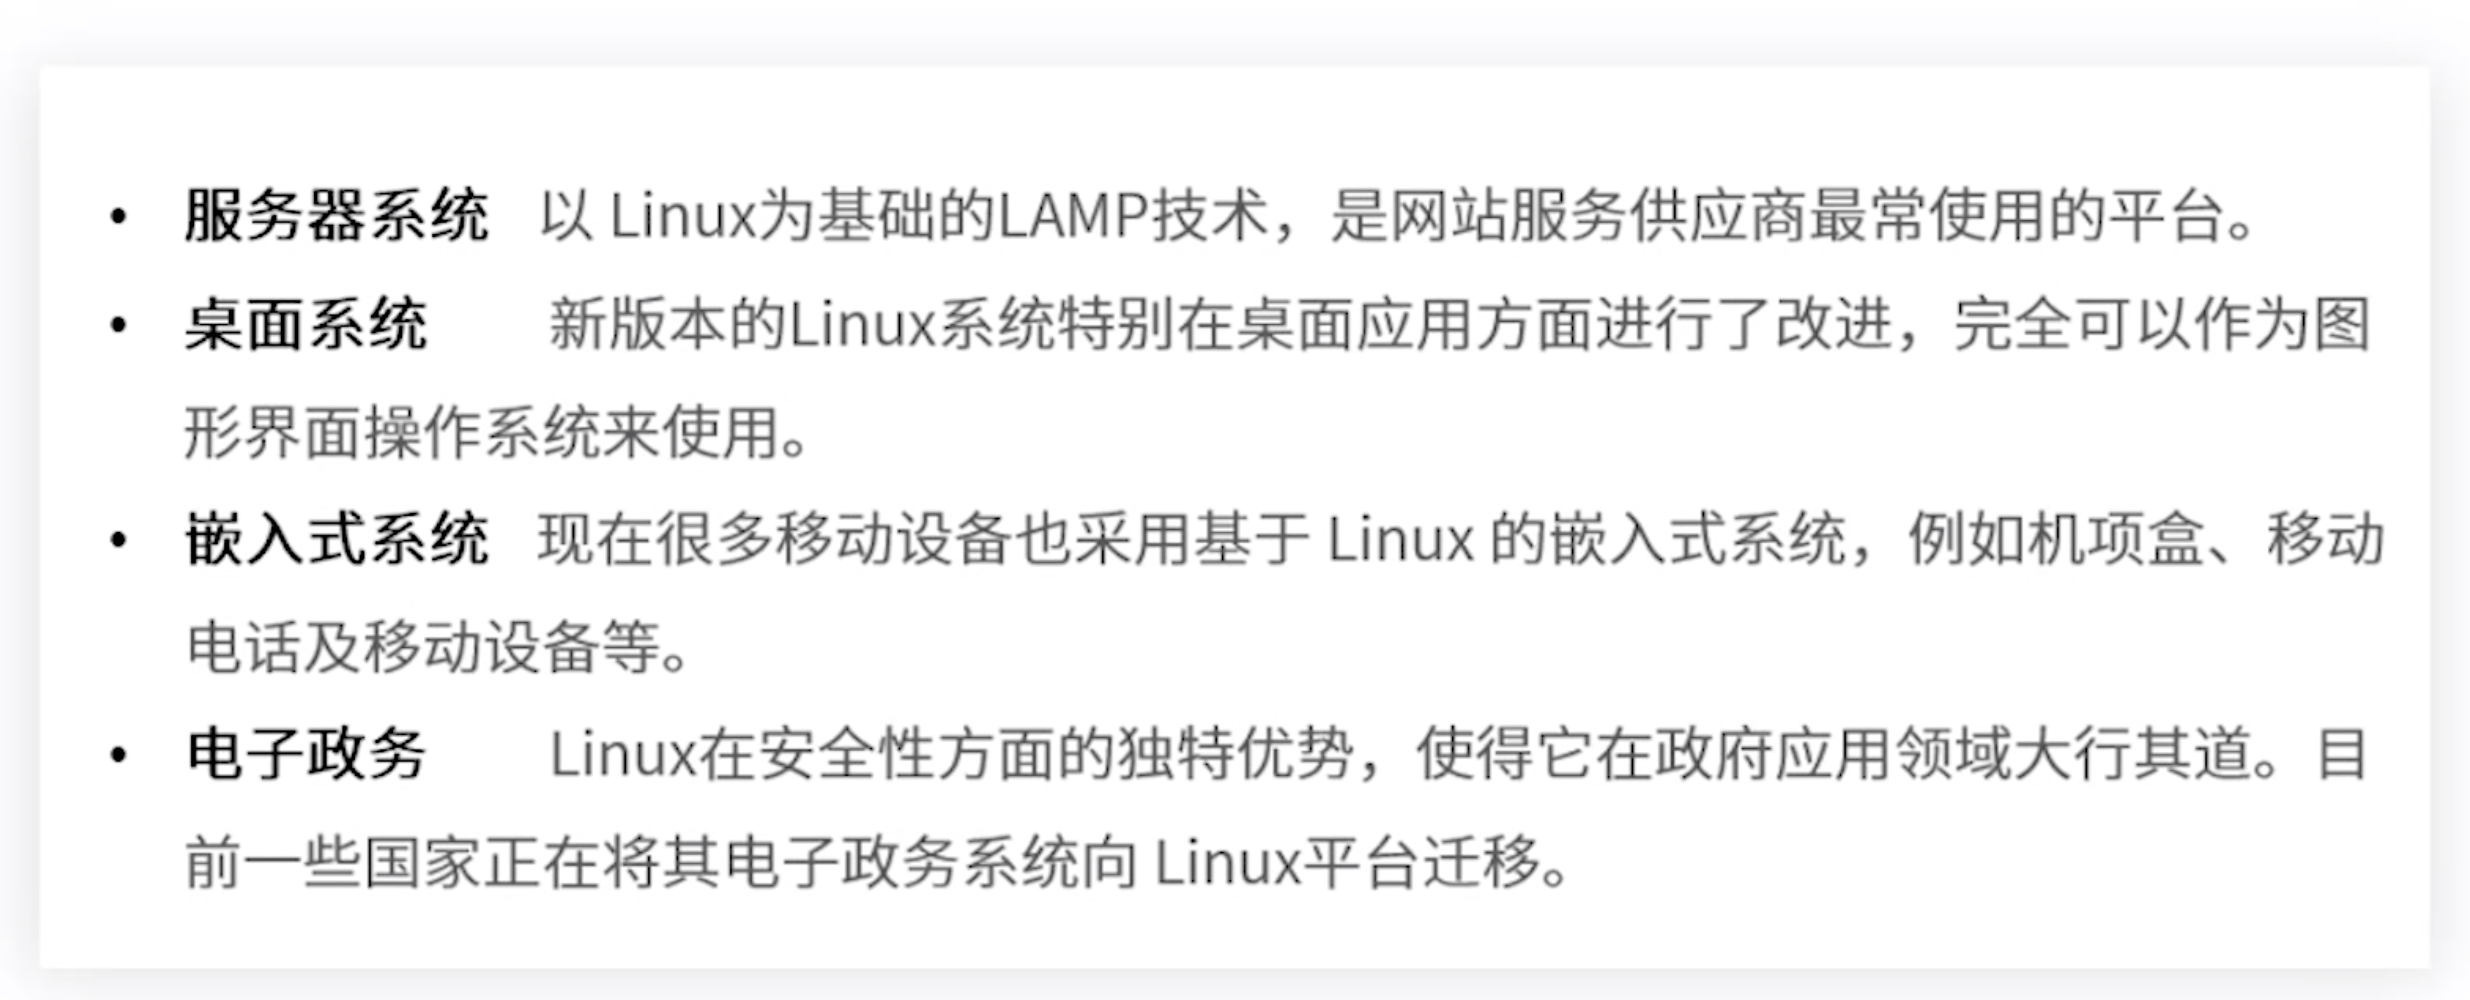 • 服务器系统 以 Linux为基础的LAMP技术，是网站服务供应商最常使用的平台。
• 桌面系统 新版本的Linux系统特别在桌面应用方面进行了改进，完全可以作为图
形界面操作系统来使用。
• 嵌入式系统 现在很多移动设备也采用基于 Linux 的嵌入式系统，例如机项盒、移动
电话及移动设备等。
• 电子政务 Linux在安全性方面的独特优势，使得它在政府应用领域大行其道。目
前一些国家正在将其电子政务系统向 Linux平台迁移。